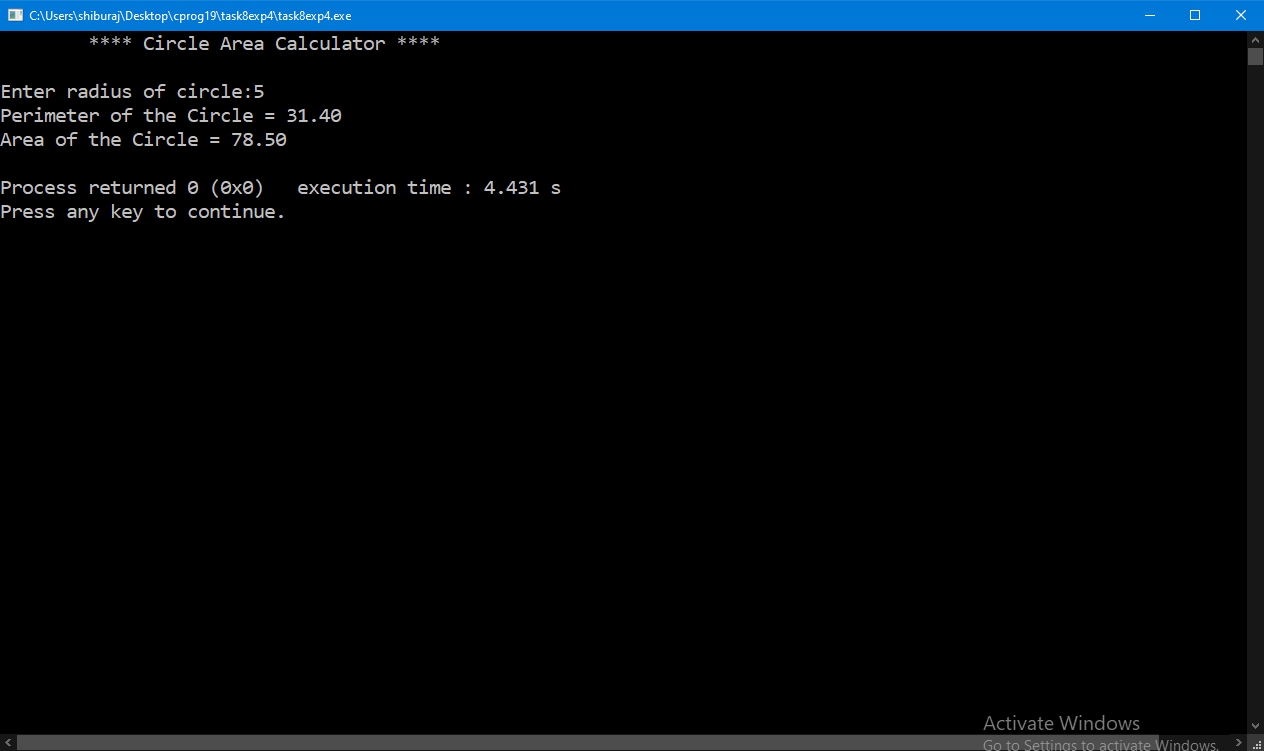 C:\Users\shiburaj\Desktop\cprog19\task8exp4\task8exp4.exe
**** Circle Area Calculator ****
Enter radius of circle:5
Perimeter of the Circle = 31.40
Area of the Circle = 78.50
Process returned 0 (0x0)   execution time : 4.431 s
Press any key to continue.
Activate Windows
Go to Settings to activate Windows.